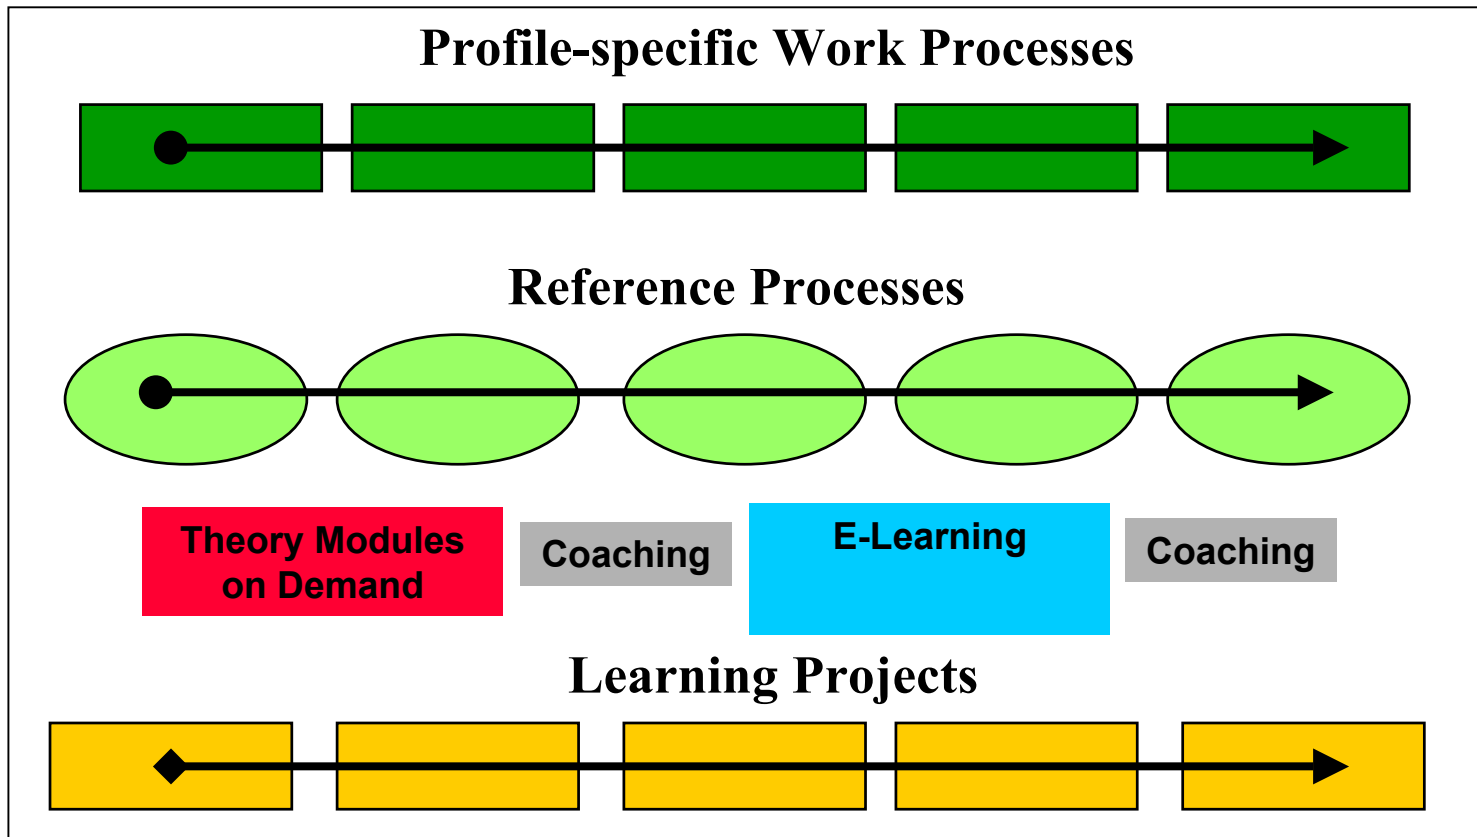 Profile-specific Work Processes
Reference Processes
Theory Modules
on Demand
Coaching
E-Learning
Coaching
Learning Projects